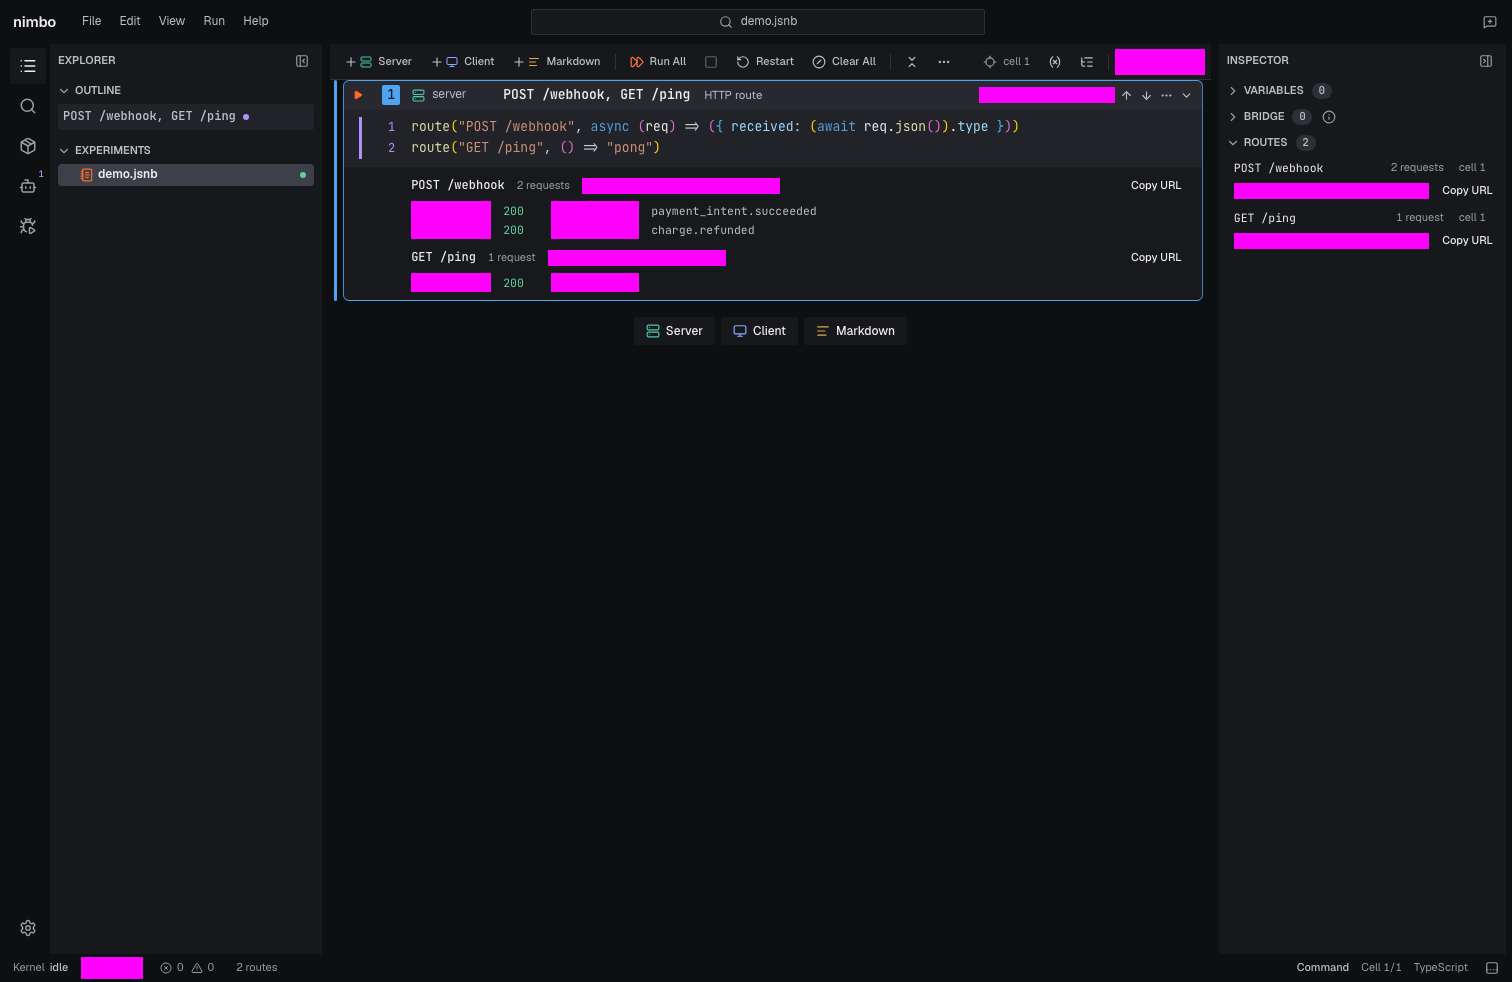 nimbo File Edit View Run Help demo.jsnb
EXPLORER
OUTLINE
POST /webhook, GET /ping
EXPERIMENTS
demo.jsnb
1
Server Client Markdown Run All Restart Clear All cell 1
1 server POST /webhook, GET /ping HTTP route
1 route("POST /webhook", async (req) => ({ received: (await req.json()).type }))
2 route("GET /ping", () => "pong")
POST /webhook 2 requests Copy URL
200 payment_intent.succeeded
200 charge.refunded
GET /ping 1 request Copy URL
200
Server Client Markdown
INSPECTOR
VARIABLES 0
BRIDGE 0
ROUTES 2
POST /webhook 2 requests cell 1
Copy URL
GET /ping 1 request cell 1
Copy URL
Kernel idle 0 0 2 routes Command Cell 1/1 TypeScript